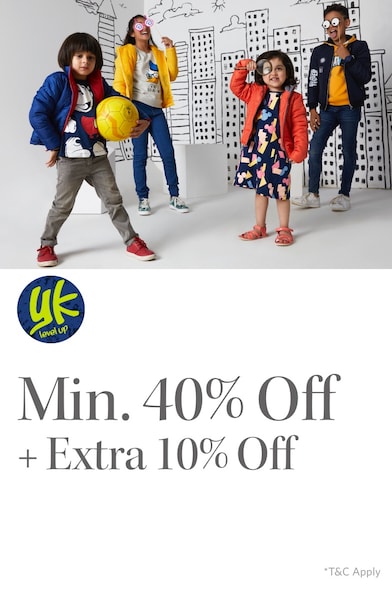 yk
level up
Min. 40% Off
+ Extra 10% Off
*T&C Apply